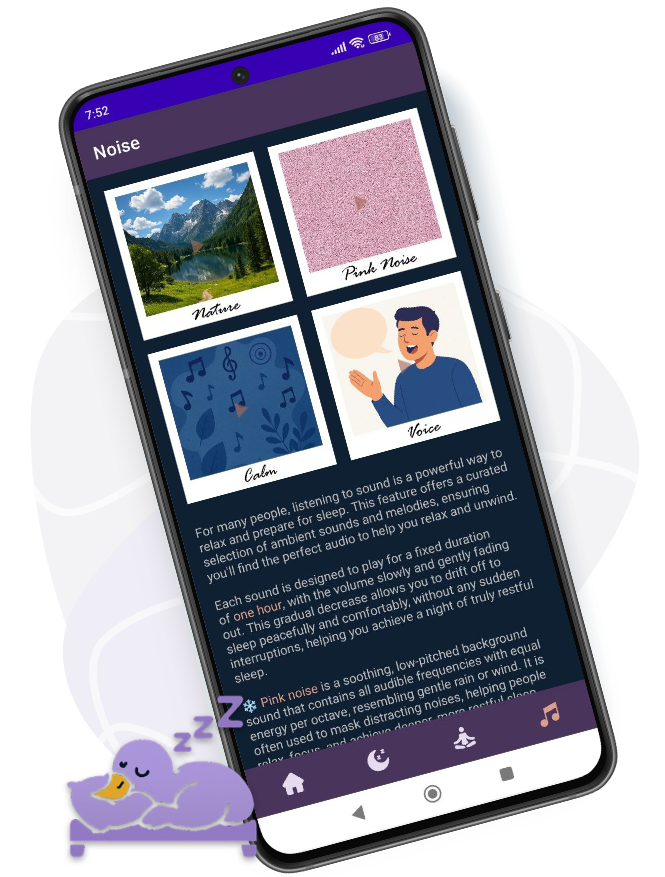 7:52
83
Noise
Nature
Pink Noise
Calm
Voice
For many people, listening to sound is a powerful way to
relax and prepare for sleep. This feature offers a curated
selection of ambient sounds and melodies, ensuring
you'll find the perfect audio to help you relax and unwind.
Each sound is designed to play for a fixed duration
of one hour, with the volume slowly and gently fading
out. This gradual decrease allows you to drift off to
sleep peacefully and comfortably, without any sudden
interruptions, helping you achieve a night of truly restful
sleep.
Pink noise is a soothing, low-pitched background
sound that contains all audible frequencies with equal
energy per octave, resembling gentle rain or wind. It is
often used to mask distracting noises, helping people
relax, focus, and achieve deeper, more restful sleep
z z Z